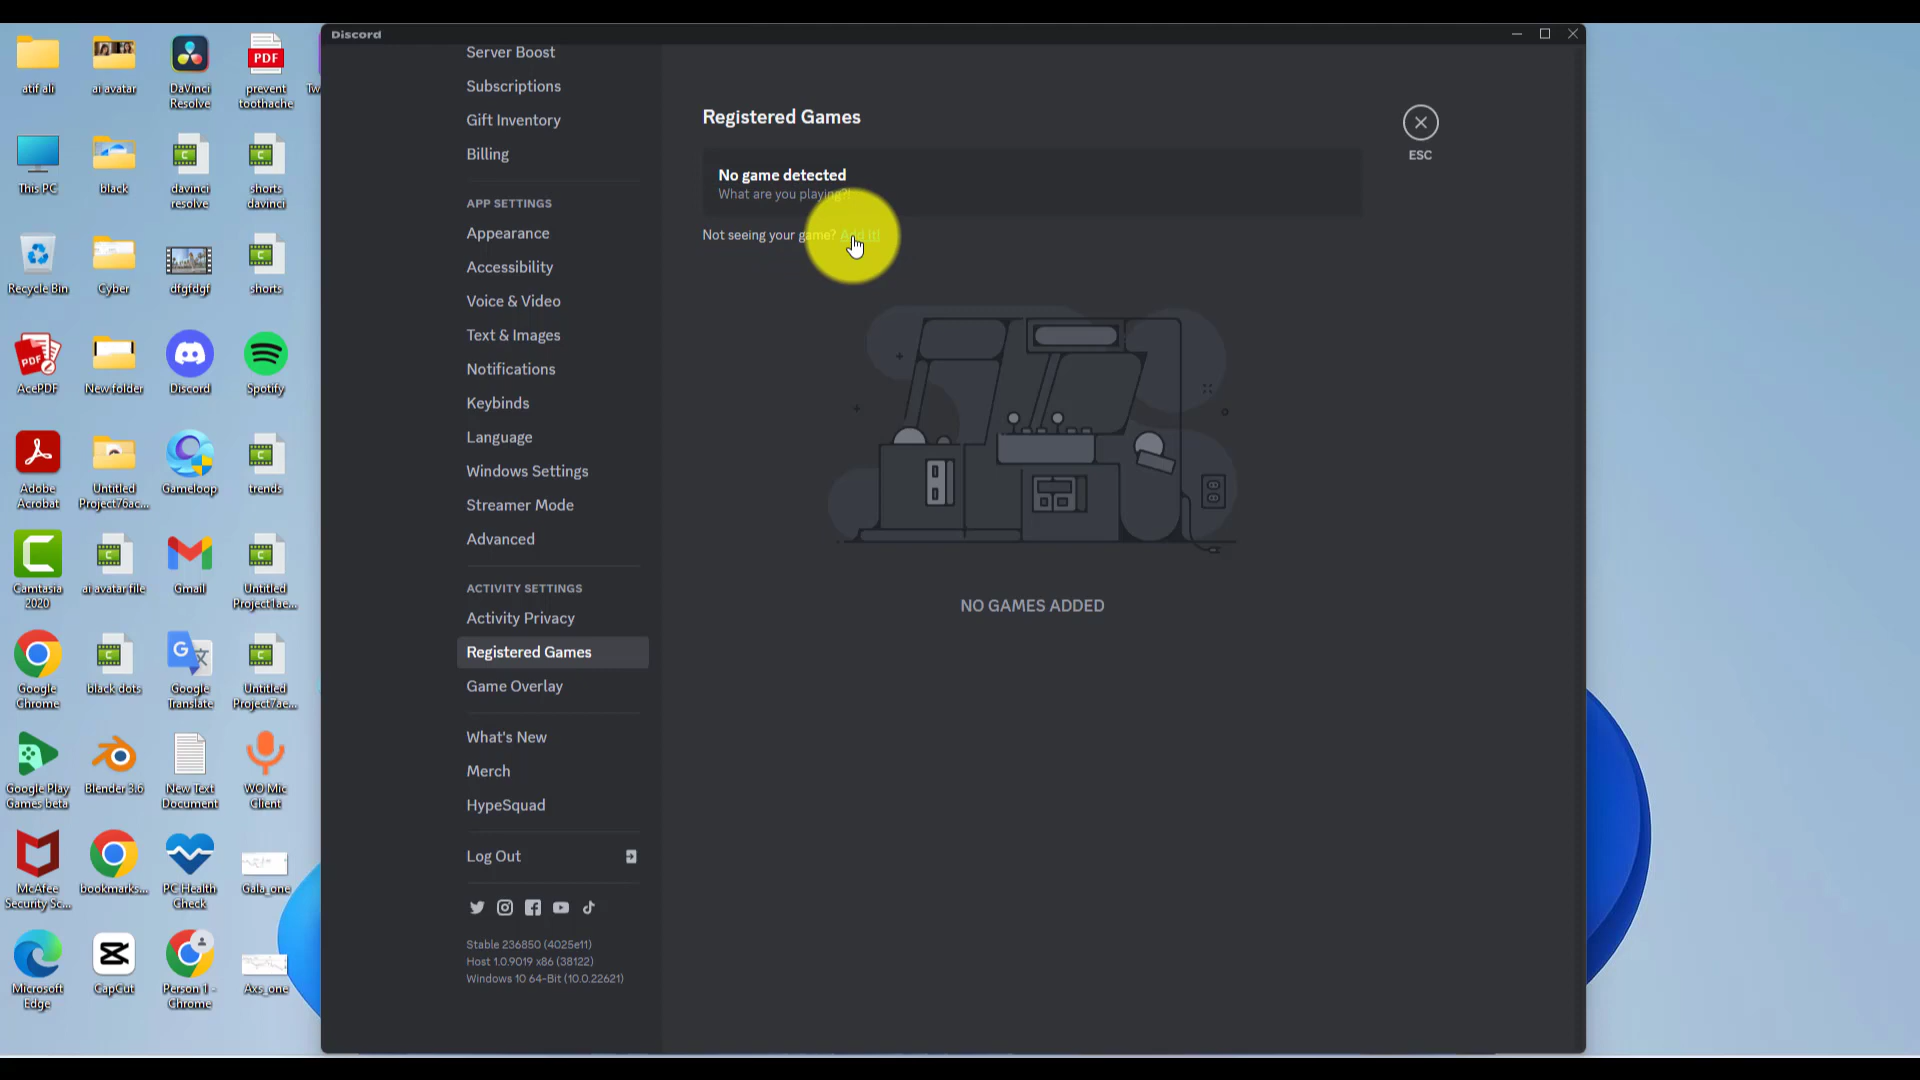 Discord
atif ali
ai avatar
DaVinci
Resolve
PDF
prevent
toothache
Tw
This PC
black
davinci
resolve
shorts
davinci
Recycle Bin
Cyber
dfgfdgf
shorts
PDF
AcePDF
New folder
Discord
Spotify
Adobe
Acrobat
Untitled
Project76ac...
Gameloop
trends
Camtasia
2020
ai avatar file
Gmail
Untitled
Project1ae...
Google
Chrome
black dots
Google
Translate
Untitled
Project7ae...
Google Play
Games beta
Blender 3.6
New Text
Document
WO Mic
Client
McAfee
Security Sc...
bookmarks...
PC Health
Check
Gala_one
Microsoft
Edge
CapCut
Person 1 -
Chrome
Axs_one
Server Boost
Subscriptions
Gift Inventory
Billing
APP SETTINGS
Appearance
Accessibility
Voice & Video
Text & Images
Notifications
Keybinds
Language
Windows Settings
Streamer Mode
Advanced
ACTIVITY SETTINGS
Activity Privacy
Registered Games
Game Overlay
What's New
Merch
HypeSquad
Log Out
Stable 236850 (4025e11)
Host 1.0.9019 x86 (38122)
Windows 10 64-Bit (10.0.22621)
Registered Games
No game detected
What are you playing?!
Not seeing your game? Add it!
NO GAMES ADDED
ESC